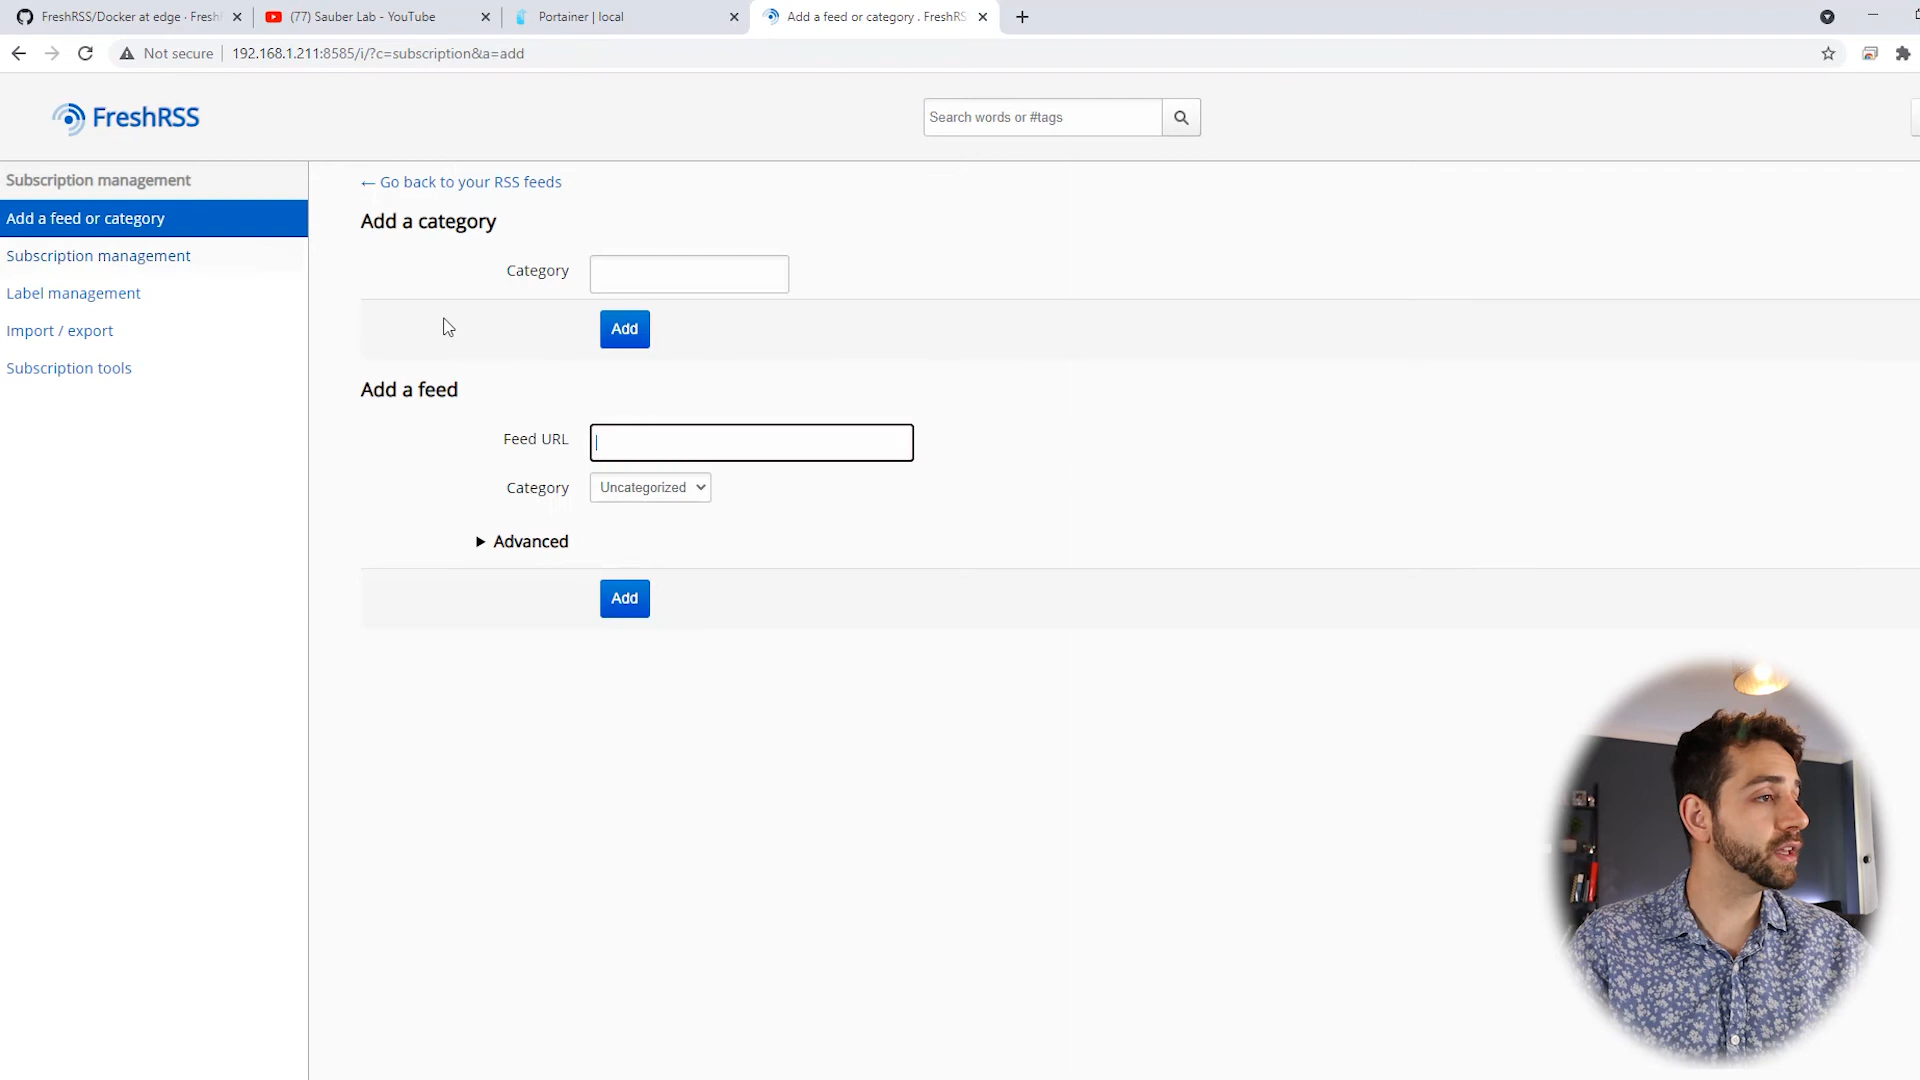 FreshRSS/Docker at edge · Fresh
(77) Sauber Lab - YouTube
Portainer | local
Add a feed or category . FreshRS
Not secure
192.168.1.211:8585/i/?c=subscription&a=add
FreshRSS
Search words or #tags
Subscription management
Add a feed or category
Subscription management
Label management
Import / export
Subscription tools
← Go back to your RSS feeds
Add a category
Category
Add
Add a feed
Feed URL
Category
Uncategorized
Advanced
Add